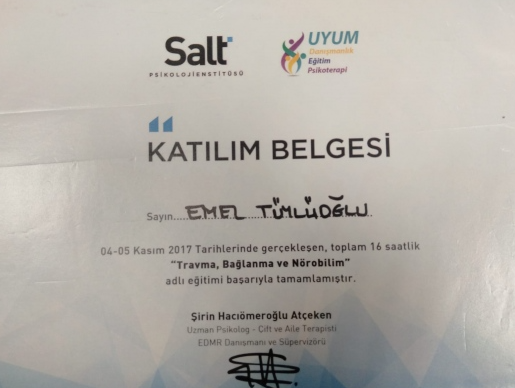 Salt
PSİKOLOJİENSTİTÜSÜ
UYUM
Danışmanlık
Eğitim
Psikoterapi
KATILIM BELGESİ
Sayın.....EMEL TÜMLÜOĞLU
04-05 Kasım 2017 Tarihlerinde gerçekleşen, toplam 16 saatlik
"Travma, Bağlanma ve Nörobilim"
adlı eğitimi başarıyla tamamlamıştır.
Şirin Hacıömeroğlu Atçeken
Uzman Psikolog - Çift ve Aile Terapisti
EDMR Danışmanı ve Süpervizörü